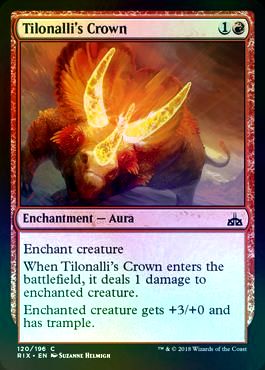 Tilonalli's Crown 1
Enchantment — Aura
Enchant creature
When Tilonalli's Crown enters the
battlefield, it deals 1 damage to
enchanted creature.
Enchanted creature gets +3/+0 and
has trample.
120/196 C
RIX • EN Suzanne Helmigh
™ & © 2018 Wizards of the Coast